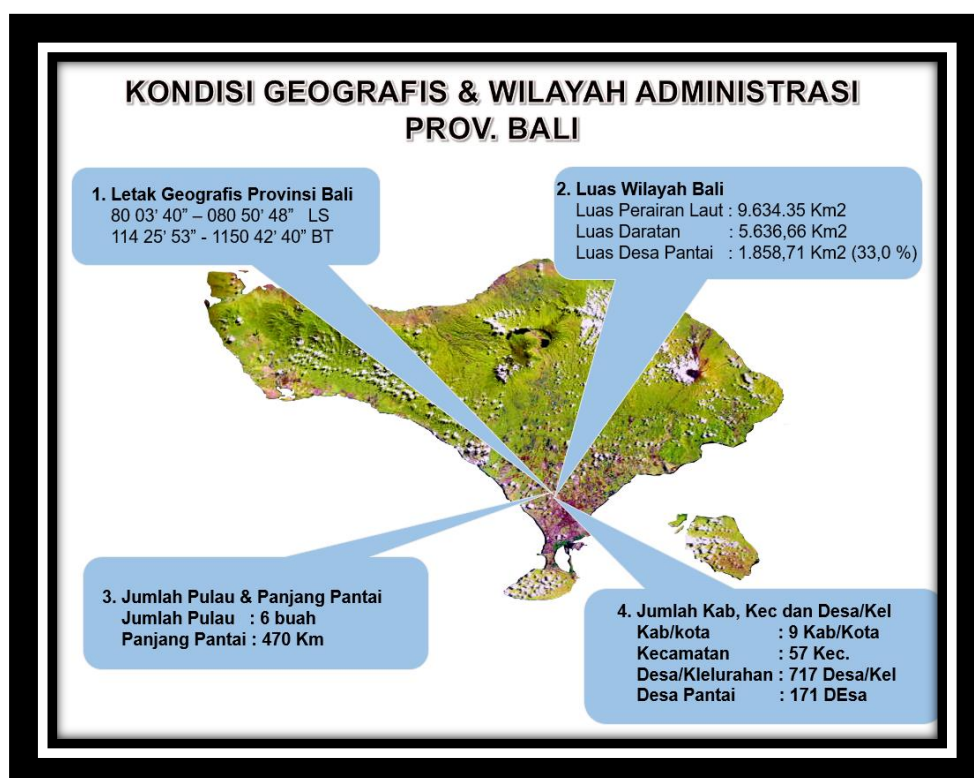 KONDISI GEOGRAFIS & WILAYAH ADMINISTRASI
PROV. BALI
1. Letak Geografis Provinsi Bali
80 03' 40” – 080 50' 48” LS
114 25' 53” - 1150 42' 40” BT
2. Luas Wilayah Bali
Luas Perairan Laut : 9.634.35 Km2
Luas Daratan : 5.636,66 Km2
Luas Desa Pantai : 1.858,71 Km2 (33,0 %)
3. Jumlah Pulau & Panjang Pantai
Jumlah Pulau : 6 buah
Panjang Pantai : 470 Km
4. Jumlah Kab, Kec dan Desa/Kel
Kab/kota : 9 Kab/Kota
Kecamatan : 57 Kec.
Desa/Klelurahan : 717 Desa/Kel
Desa Pantai : 171 DEsa